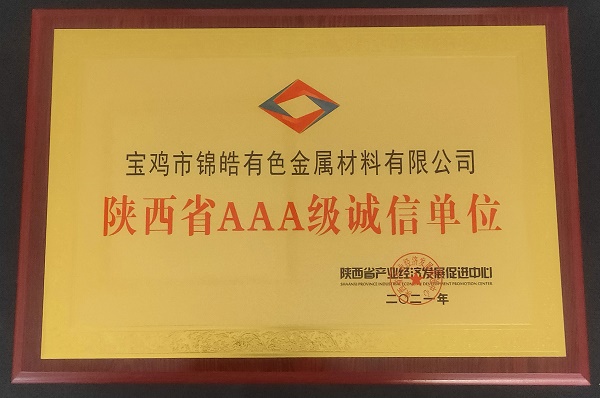 宝鸡市锦皓有色金属材料有限公司
陕西省AAA级诚信单位
陕西省产业经济发展促进中心
SHAANXI PROVINCE INDUSTRIAL ECONOMIC DEVELOPMENT PROMOTION CENTER
二〇二一年